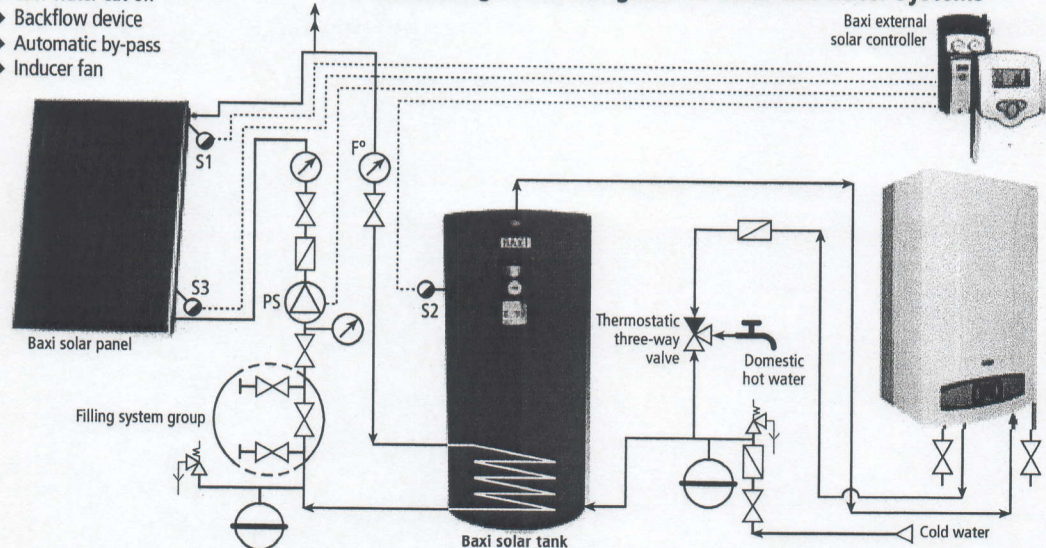 Backflow device
Automatic by-pass
Inducer fan
Baxi external
solar controller
S1
F°
S3
PS
S2
BAXI
Baxi solar panel
Thermostatic
three-way
valve
Domestic
hot water
Filling system group
Cold water
Baxi solar tank